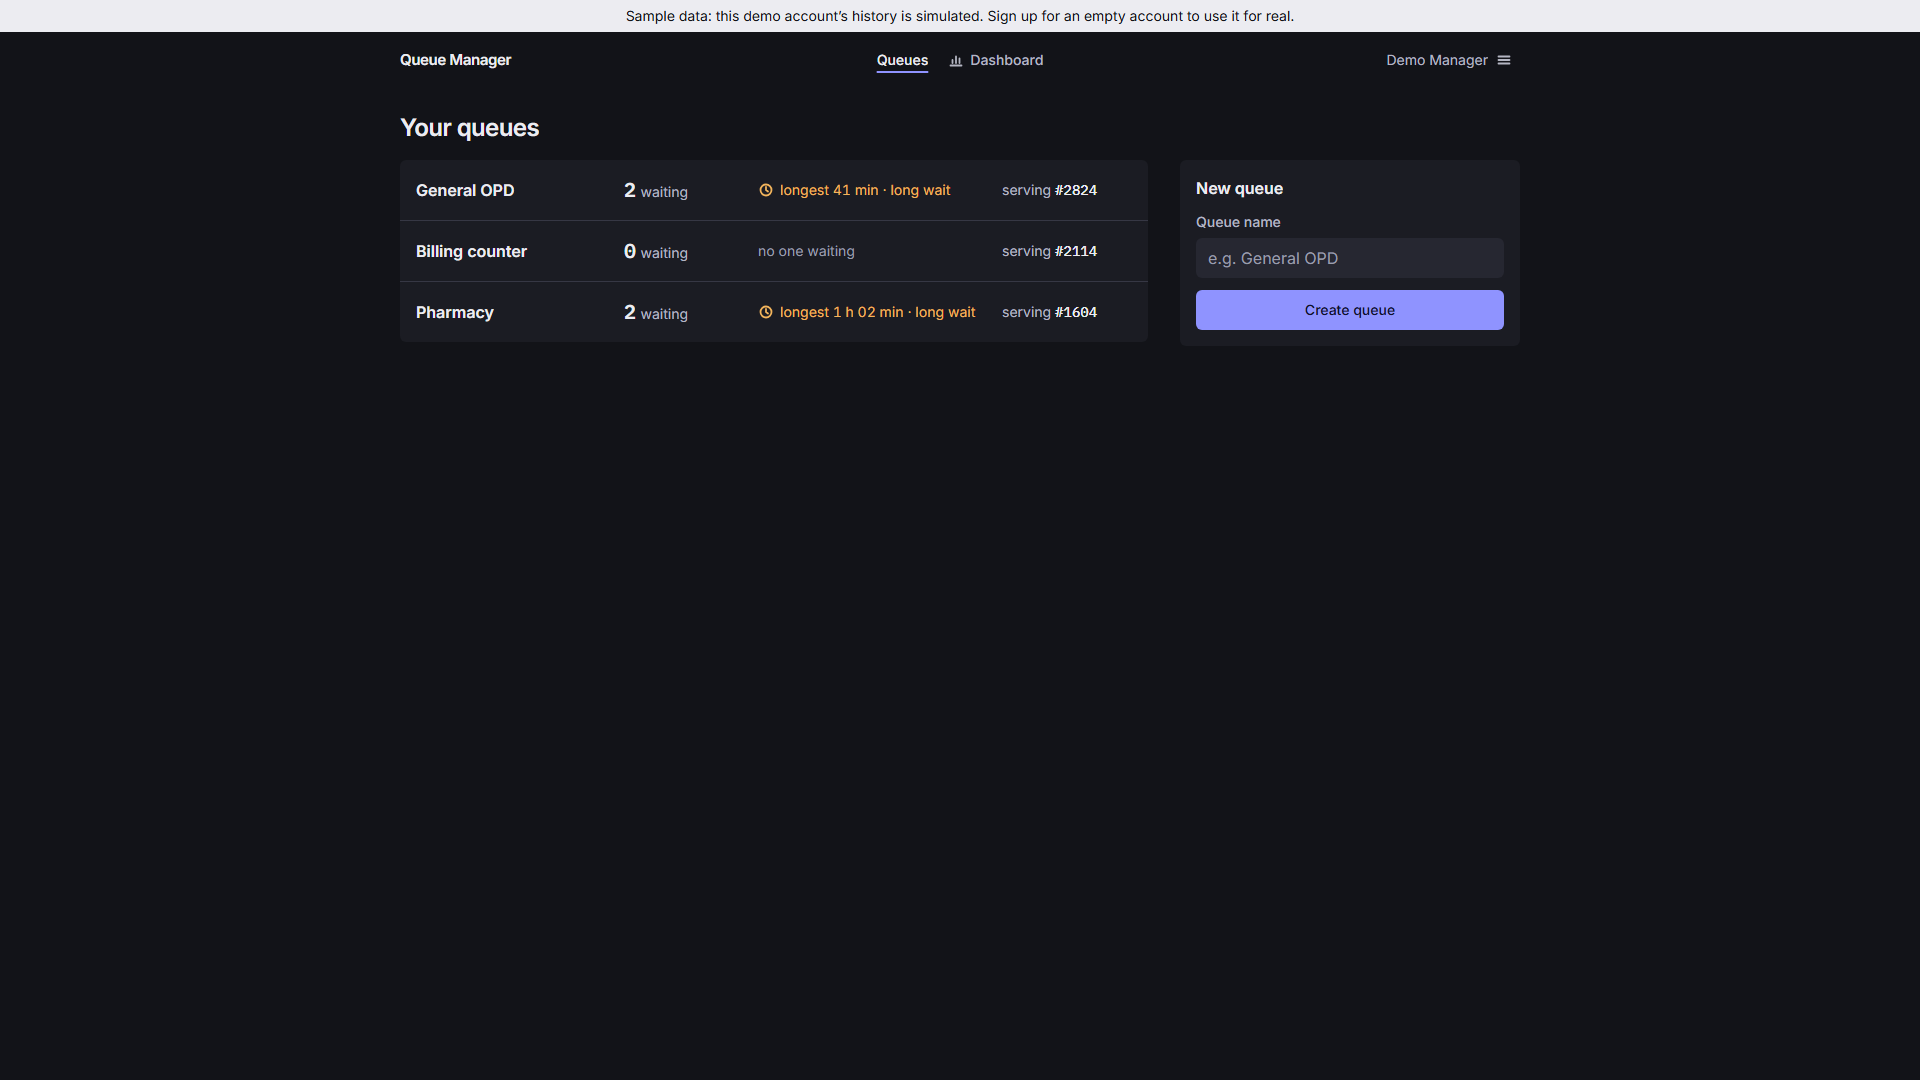 Sample data: this demo account’s history is simulated. Sign up for an empty account to use it for real.
Queue Manager
Queues
Dashboard
Demo Manager
Your queues
General OPD
2 waiting
longest 41 min · long wait
serving #2824
Billing counter
0 waiting
no one waiting
serving #2114
Pharmacy
2 waiting
longest 1 h 02 min · long wait
serving #1604
New queue
Queue name
e.g. General OPD
Create queue